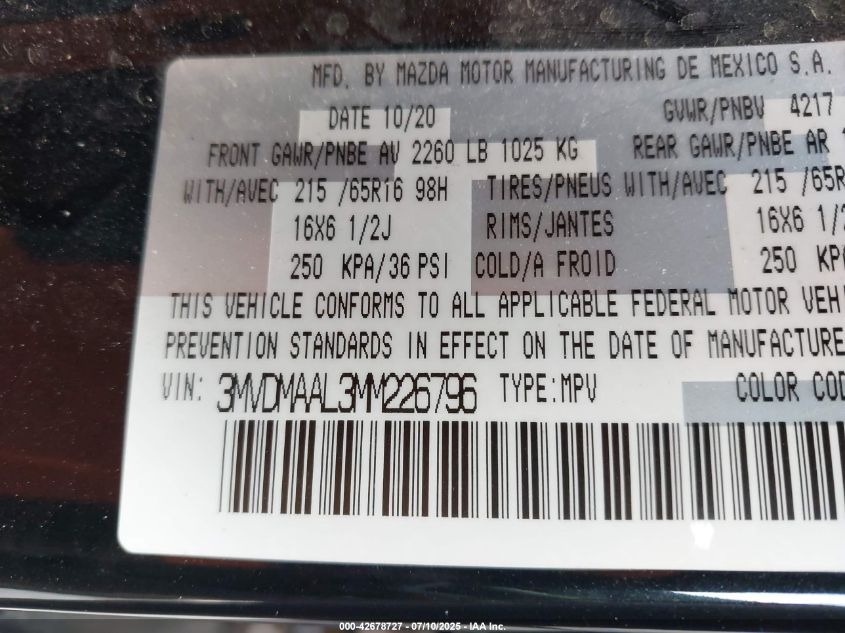 MFD. BY MAZDA MOTOR MANUFACTURING DE MEXICO S.A.
DATE 10/20 GVWR/PNBV 4217
FRONT GAWR/PNBE AV 2260 LB 1025 KG REAR GAWR/PNBE AR
WITH/AVEC 215 /65R16 98H TIRES/PNEUS WITH/AVEC 215 /65R
16X6 1/2J RIMS/JANTES 16X6 1/2
250 KPA/36 PSI COLD/A FROID 250 KPA
THIS VEHICLE CONFORMS TO ALL APPLICABLE FEDERAL MOTOR VEHI
PREVENTION STANDARDS IN EFFECT ON THE DATE OF MANUFACTURE
VIN: 3MVDMAAL3MM226796 TYPE:MPV COLOR COD
000-42678727 - 07/10/2025 - IAA Inc.